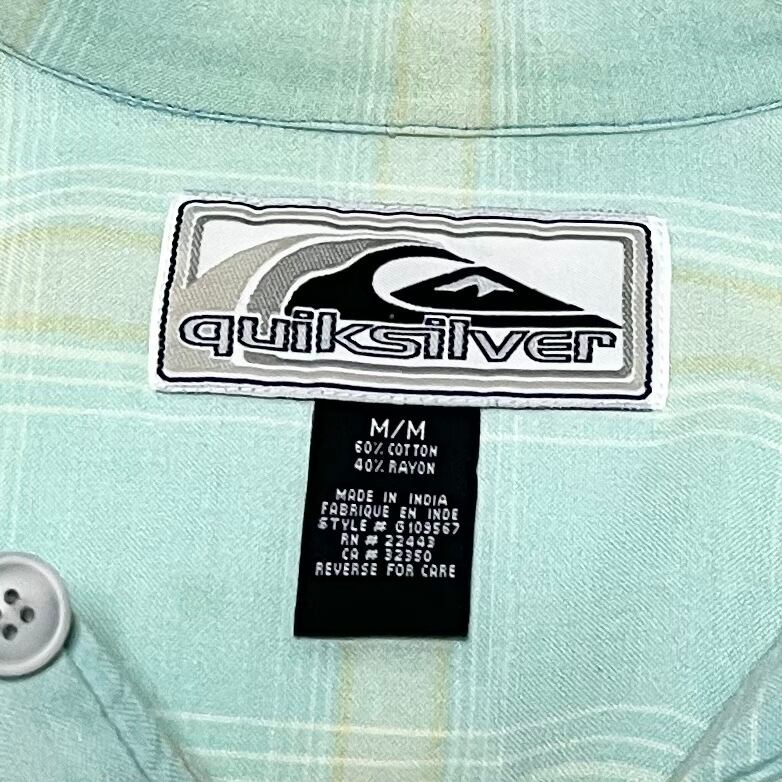 quiksilver
M/M
60% COTTON
40% RAYON
MADE IN INDIA
FABRIQUE EN INDE
STYLE # G109567
RN # 22443
CA # 32350
REVERSE FOR CARE